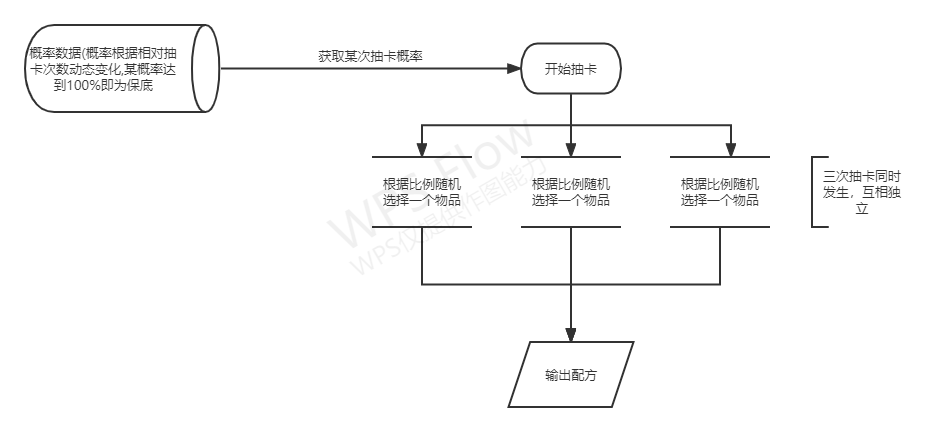 概率数据(概率根据相对抽
卡次数动态变化,某概率达
到100%即为保底
获取某次抽卡概率
开始抽卡
根据比例随机
选择一个物品
根据比例随机
选择一个物品
根据比例随机
选择一个物品
三次抽卡同时
发生，互相独
立
WPS Flow
WPS仅提供作图能力
输出配方